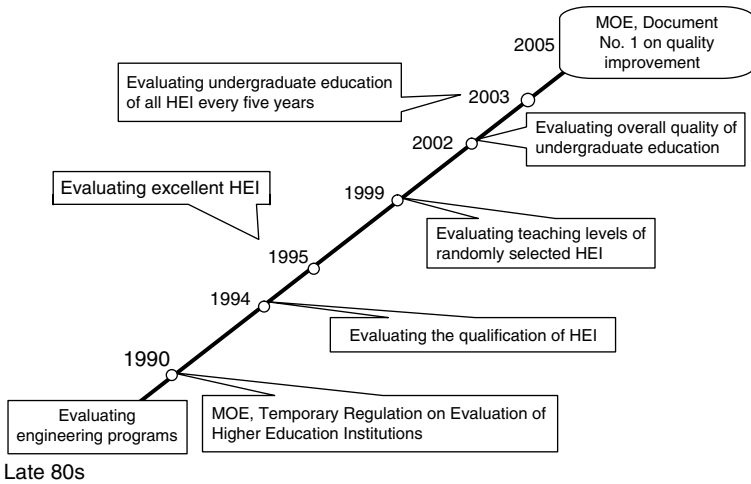 MOE, Document
No. 1 on quality
improvement
2005
Evaluating undergraduate education
of all HEI every five years
2003
Evaluating overall quality of
undergraduate education
2002
Evaluating excellent HEI
1999
Evaluating teaching levels of
randomly selected HEI
1995
1994
Evaluating the qualification of HEI
1990
Evaluating
engineering programs
MOE, Temporary Regulation on Evaluation of
Higher Education Institutions
Late 80s